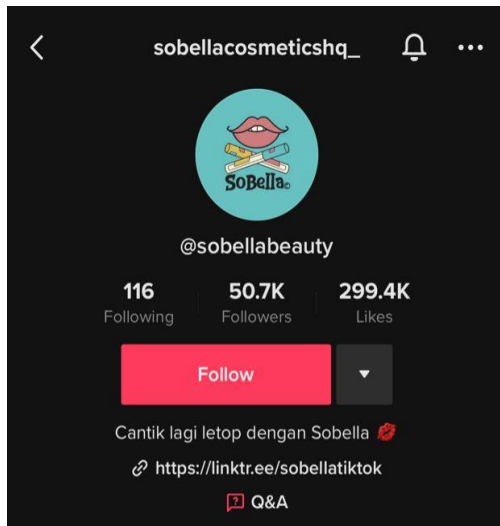 sobellacosmeticshq_
SoBella©
@sobellabeauty
116 50.7K 299.4K
Following Followers Likes
Follow
Cantik lagi letop dengan Sobella 💋
https://linktr.ee/sobellatiktok
Q&A